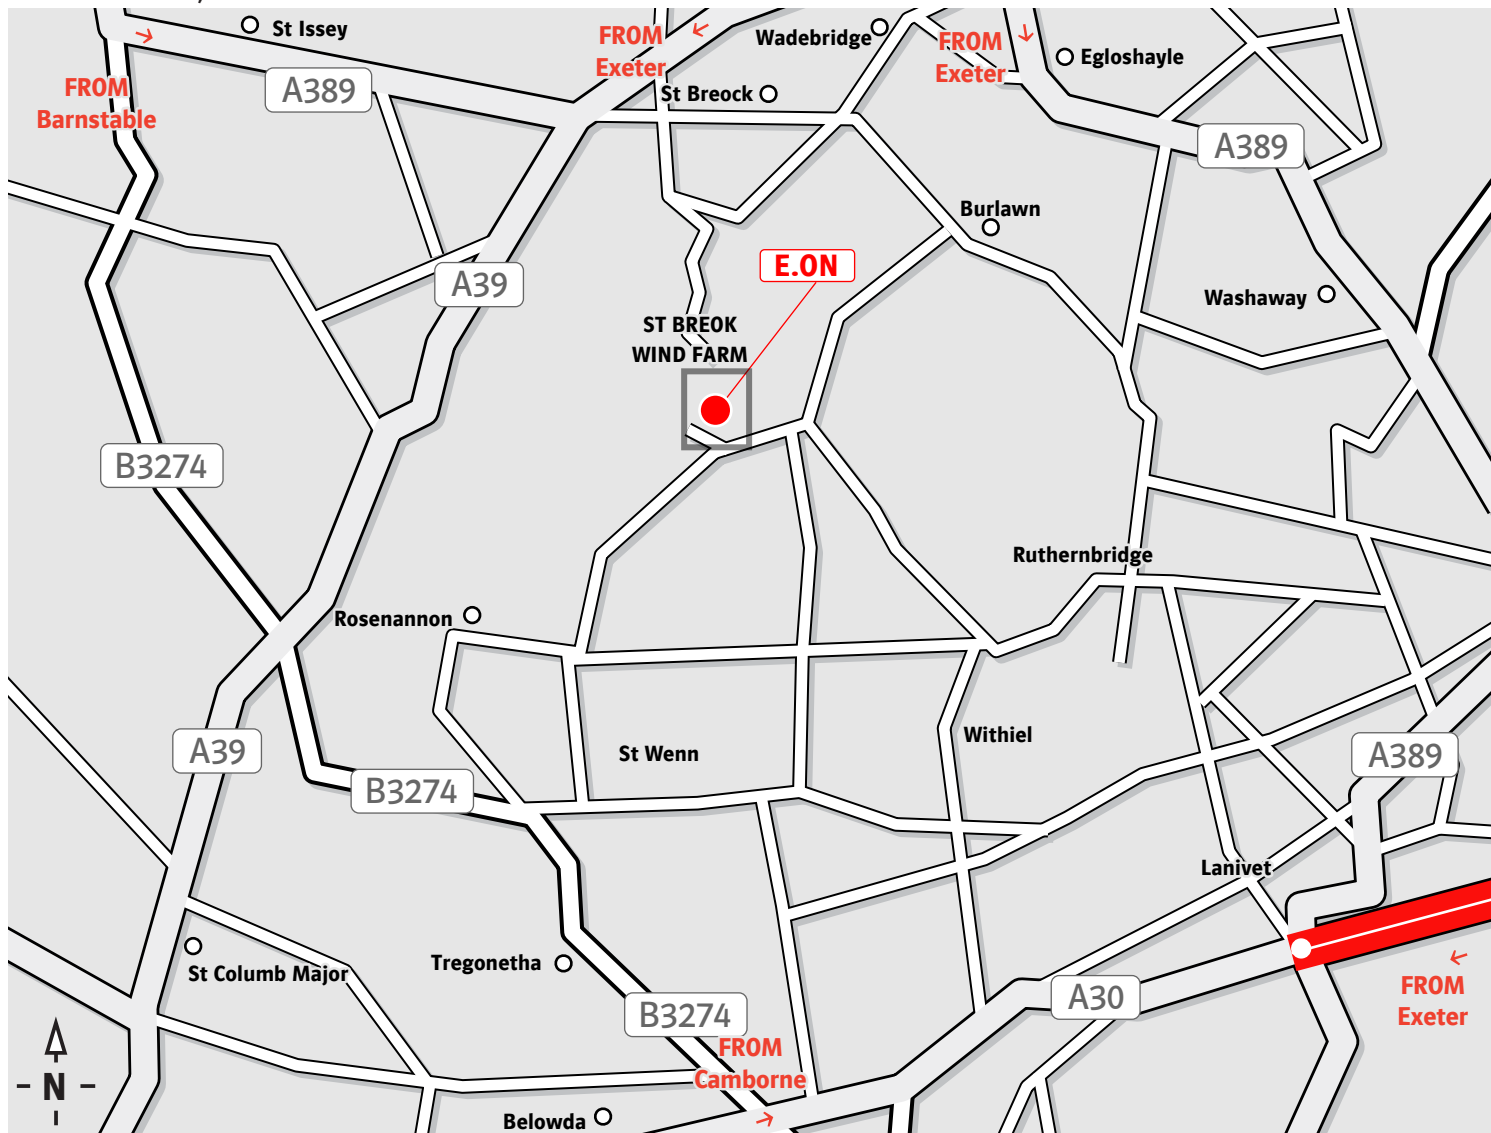 St Issey
FROM
Exeter
Wadebridge
FROM
Exeter
Egloshayle
A389
FROM
Barnstable
St Breock
A389
Burlawn
E.ON
A39
Washaway
ST BREOK
WIND FARM
B3274
Ruthernbridge
Rosenannon
Withiel
A39
St Wenn
A389
B3274
Lanivet
Tregonetha
St Columb Major
A30
FROM
Exeter
B3274
FROM
Camborne
N
Belowda